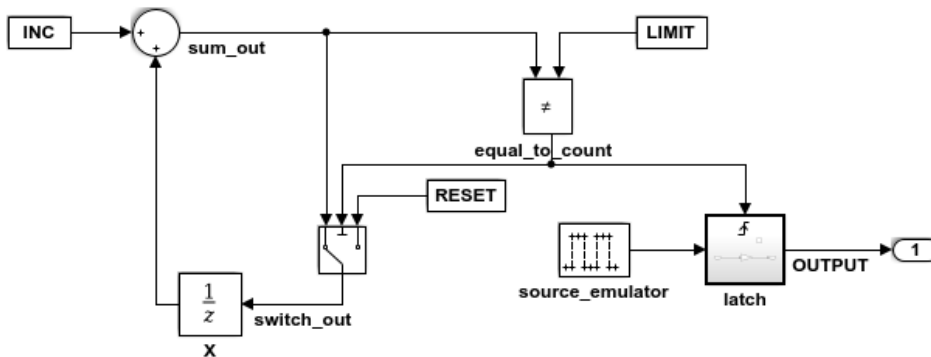 INC
+
+
sum_out
LIMIT
≠
equal_to_count
RESET
source_emulator
latch
OUTPUT
1
1
z
switch_out
X